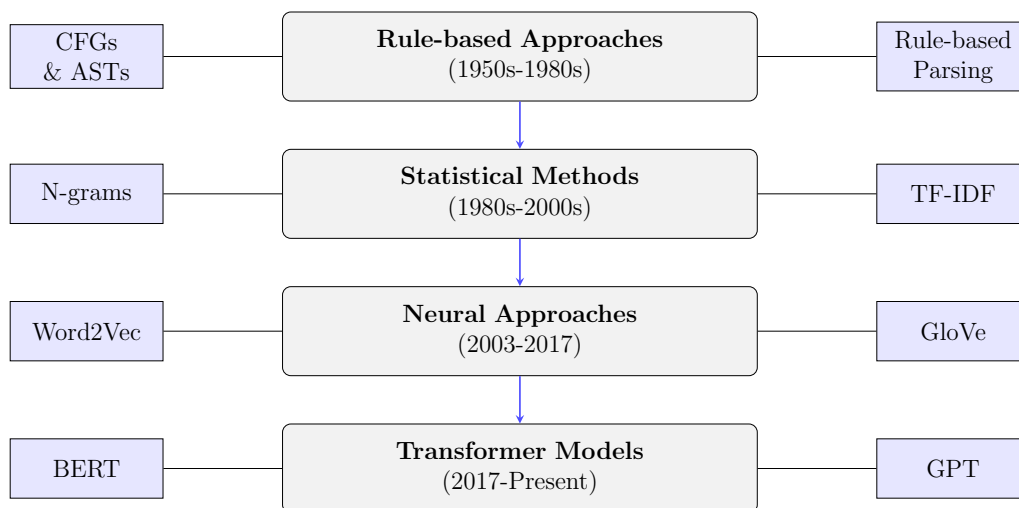 CFGs
& ASTs
Rule-based Approaches
(1950s-1980s)
Rule-based
Parsing
N-grams
Statistical Methods
(1980s-2000s)
TF-IDF
Word2Vec
Neural Approaches
(2003-2017)
GloVe
BERT
Transformer Models
(2017-Present)
GPT